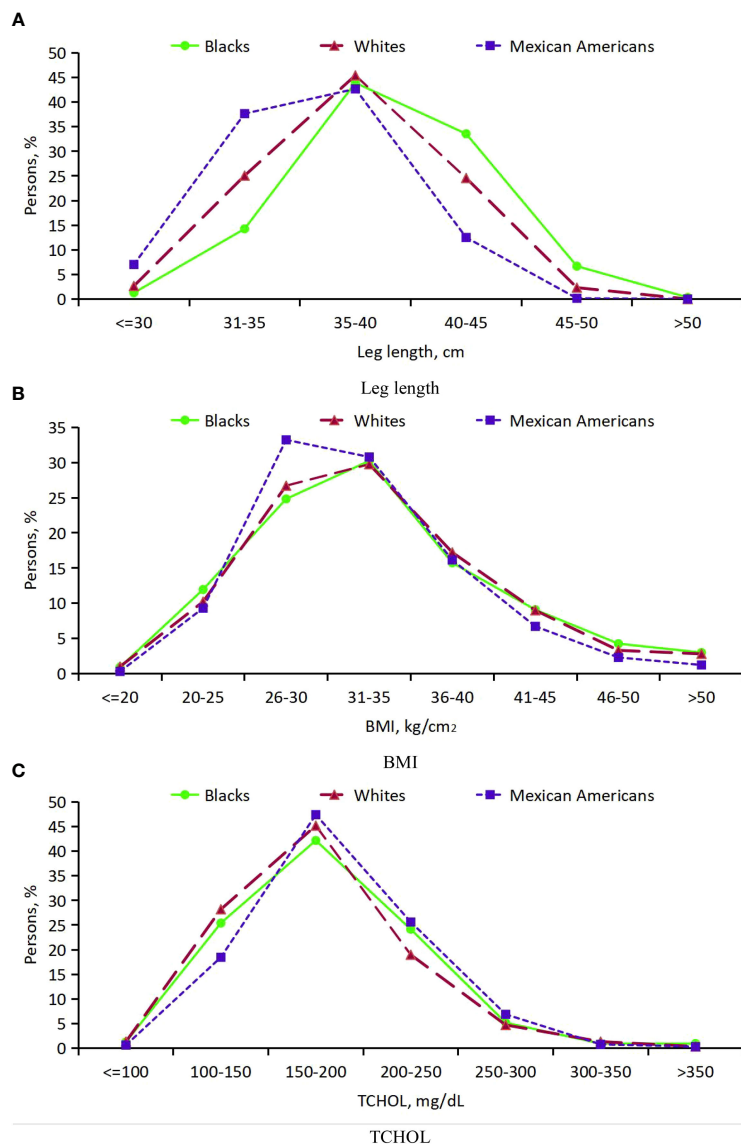 A
Blacks Whites Mexican Americans
50
45
40
35
30
25
20
15
10
5
0
Persons, %
<=30 31-35 35-40 40-45 45-50 >50
Leg length, cm
Leg length
B
Blacks Whites Mexican Americans
35
30
25
20
15
10
5
0
Persons, %
<=20 20-25 26-30 31-35 36-40 41-45 46-50 >50
BMI, kg/cm2
BMI
C
Blacks Whites Mexican Americans
50
45
40
35
30
25
20
15
10
5
0
Persons, %
<=100 100-150 150-200 200-250 250-300 300-350 >350
TCHOL, mg/dL
TCHOL